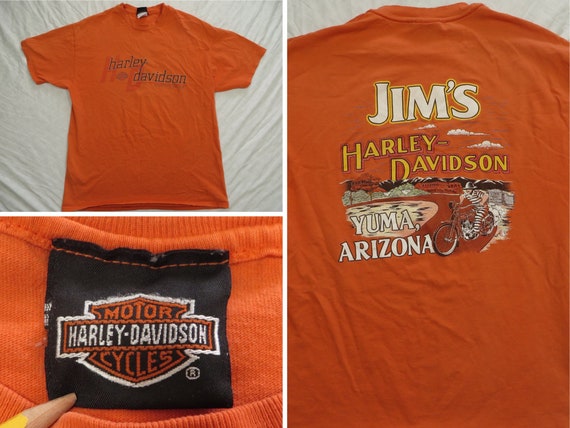 Harley
davidson
MOTOR
HARLEY-DAVIDSON
CYCLES
®
JIM'S
HARLEY-
DAVIDSON
YUMA,
ARIZONA